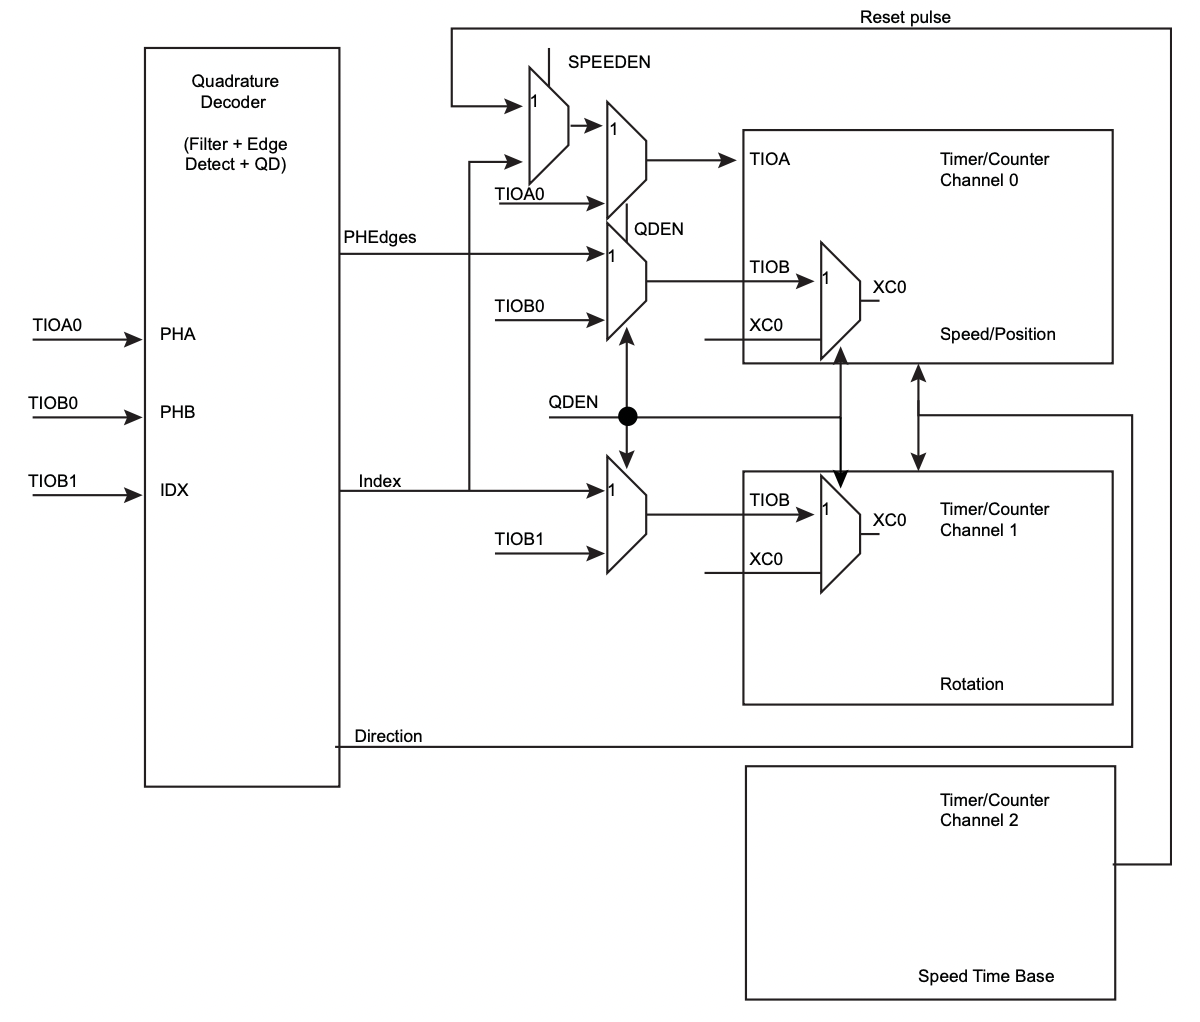 Reset pulse
SPEEDEN
Quadrature
Decoder
(Filter + Edge
Detect + QD)
1
1
TIOA
Timer/Counter
Channel 0
TIOA0
QDEN
PHEdges
1
TIOB
1
XC0
TIOB0
XC0
Speed/Position
TIOA0
PHA
TIOB0
PHB
QDEN
TIOB1
IDX
Index
1
TIOB
1
XC0
Timer/Counter
Channel 1
TIOB1
XC0
Rotation
Direction
Timer/Counter
Channel 2
Speed Time Base